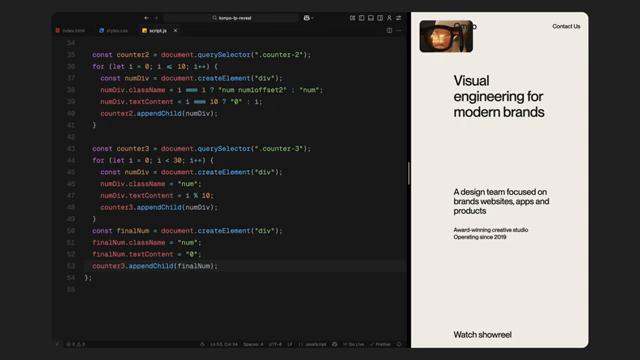 konpo-lp-reveal
index.html
styles.css
script.js
34
35 const counter2 = document.querySelector(".counter-2");
36 for (let i = 0; i <= 10; i++) {
37 const numDiv = document.createElement("div");
38 numDiv.className = i === 1 ? "num num1offset2" : "num";
39 numDiv.textContent = i === 10 ? "0" : i;
40 counter2.appendChild(numDiv);
41 }
42
43 const counter3 = document.querySelector(".counter-3");
44 for (let i = 0; i < 30; i++) {
45 const numDiv = document.createElement("div");
46 numDiv.className = "num";
47 numDiv.textContent = i % 10;
48 counter3.appendChild(numDiv);
49 }
50 const finalNum = document.createElement("div");
51 finalNum.className = "num";
52 finalNum.textContent = "0";
53 counter3.appendChild(finalNum);
54 };
55
Ln 53, Col 34 Spaces: 4 UTF-8 LF {} JavaScript Go Live Prettier
Contact Us
Visual
engineering for
modern brands
A design team focused on
brands websites, apps and
products
Award-winning creative studio
Operating since 2019
Watch showreel